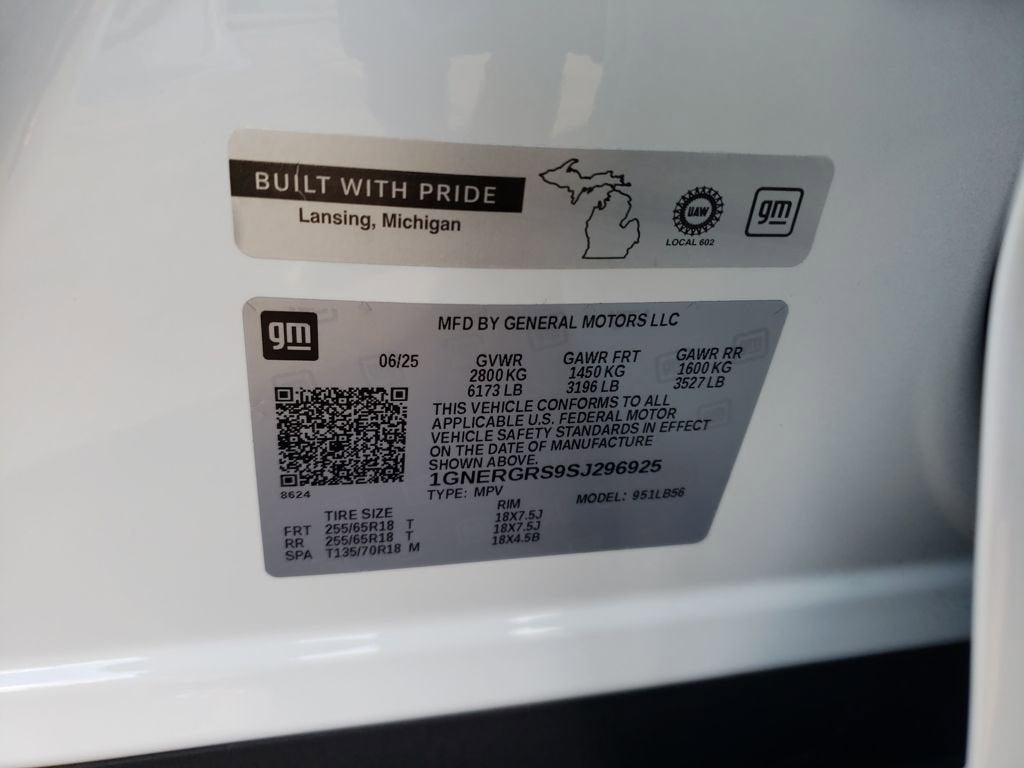 BUILT WITH PRIDE
Lansing, Michigan
UAW
LOCAL 602
gm
gm
MFD BY GENERAL MOTORS LLC
06/25 GVWR GAWR FRT GAWR RR
2800 KG 1450 KG 1600 KG
6173 LB 3196 LB 3527 LB
THIS VEHICLE CONFORMS TO ALL
APPLICABLE U.S. FEDERAL MOTOR
VEHICLE SAFETY STANDARDS IN EFFECT
ON THE DATE OF MANUFACTURE
SHOWN ABOVE.
1GNERGRS9SJ296925
8624
TYPE: MPV MODEL: 951LB56
TIRE SIZE RIM
FRT 255/65R18 T 18X7.5J
RR 255/65R18 T 18X7.5J
SPA T135/70R18 M 18X4.5B